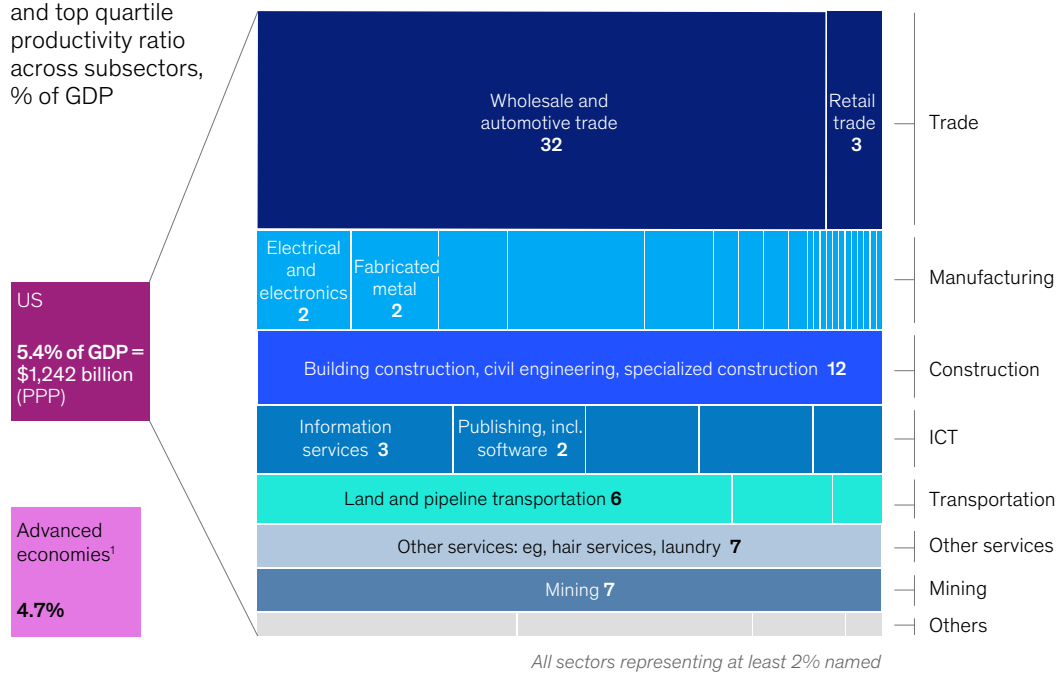 and top quartile
productivity ratio
across subsectors,
% of GDP
Wholesale and
automotive trade
32
Retail
trade
3
Trade
Electrical
and
electronics
2
Fabricated
metal
2
Manufacturing
US
5.4% of GDP =
$1,242 billion
(PPP)
Building construction, civil engineering, specialized construction 12
Construction
Information
services 3
Publishing, incl.
software 2
ICT
Land and pipeline transportation 6
Transportation
Advanced
economies¹
4.7%
Other services: eg, hair services, laundry 7
Other services
Mining 7
Mining
Others
All sectors representing at least 2% named